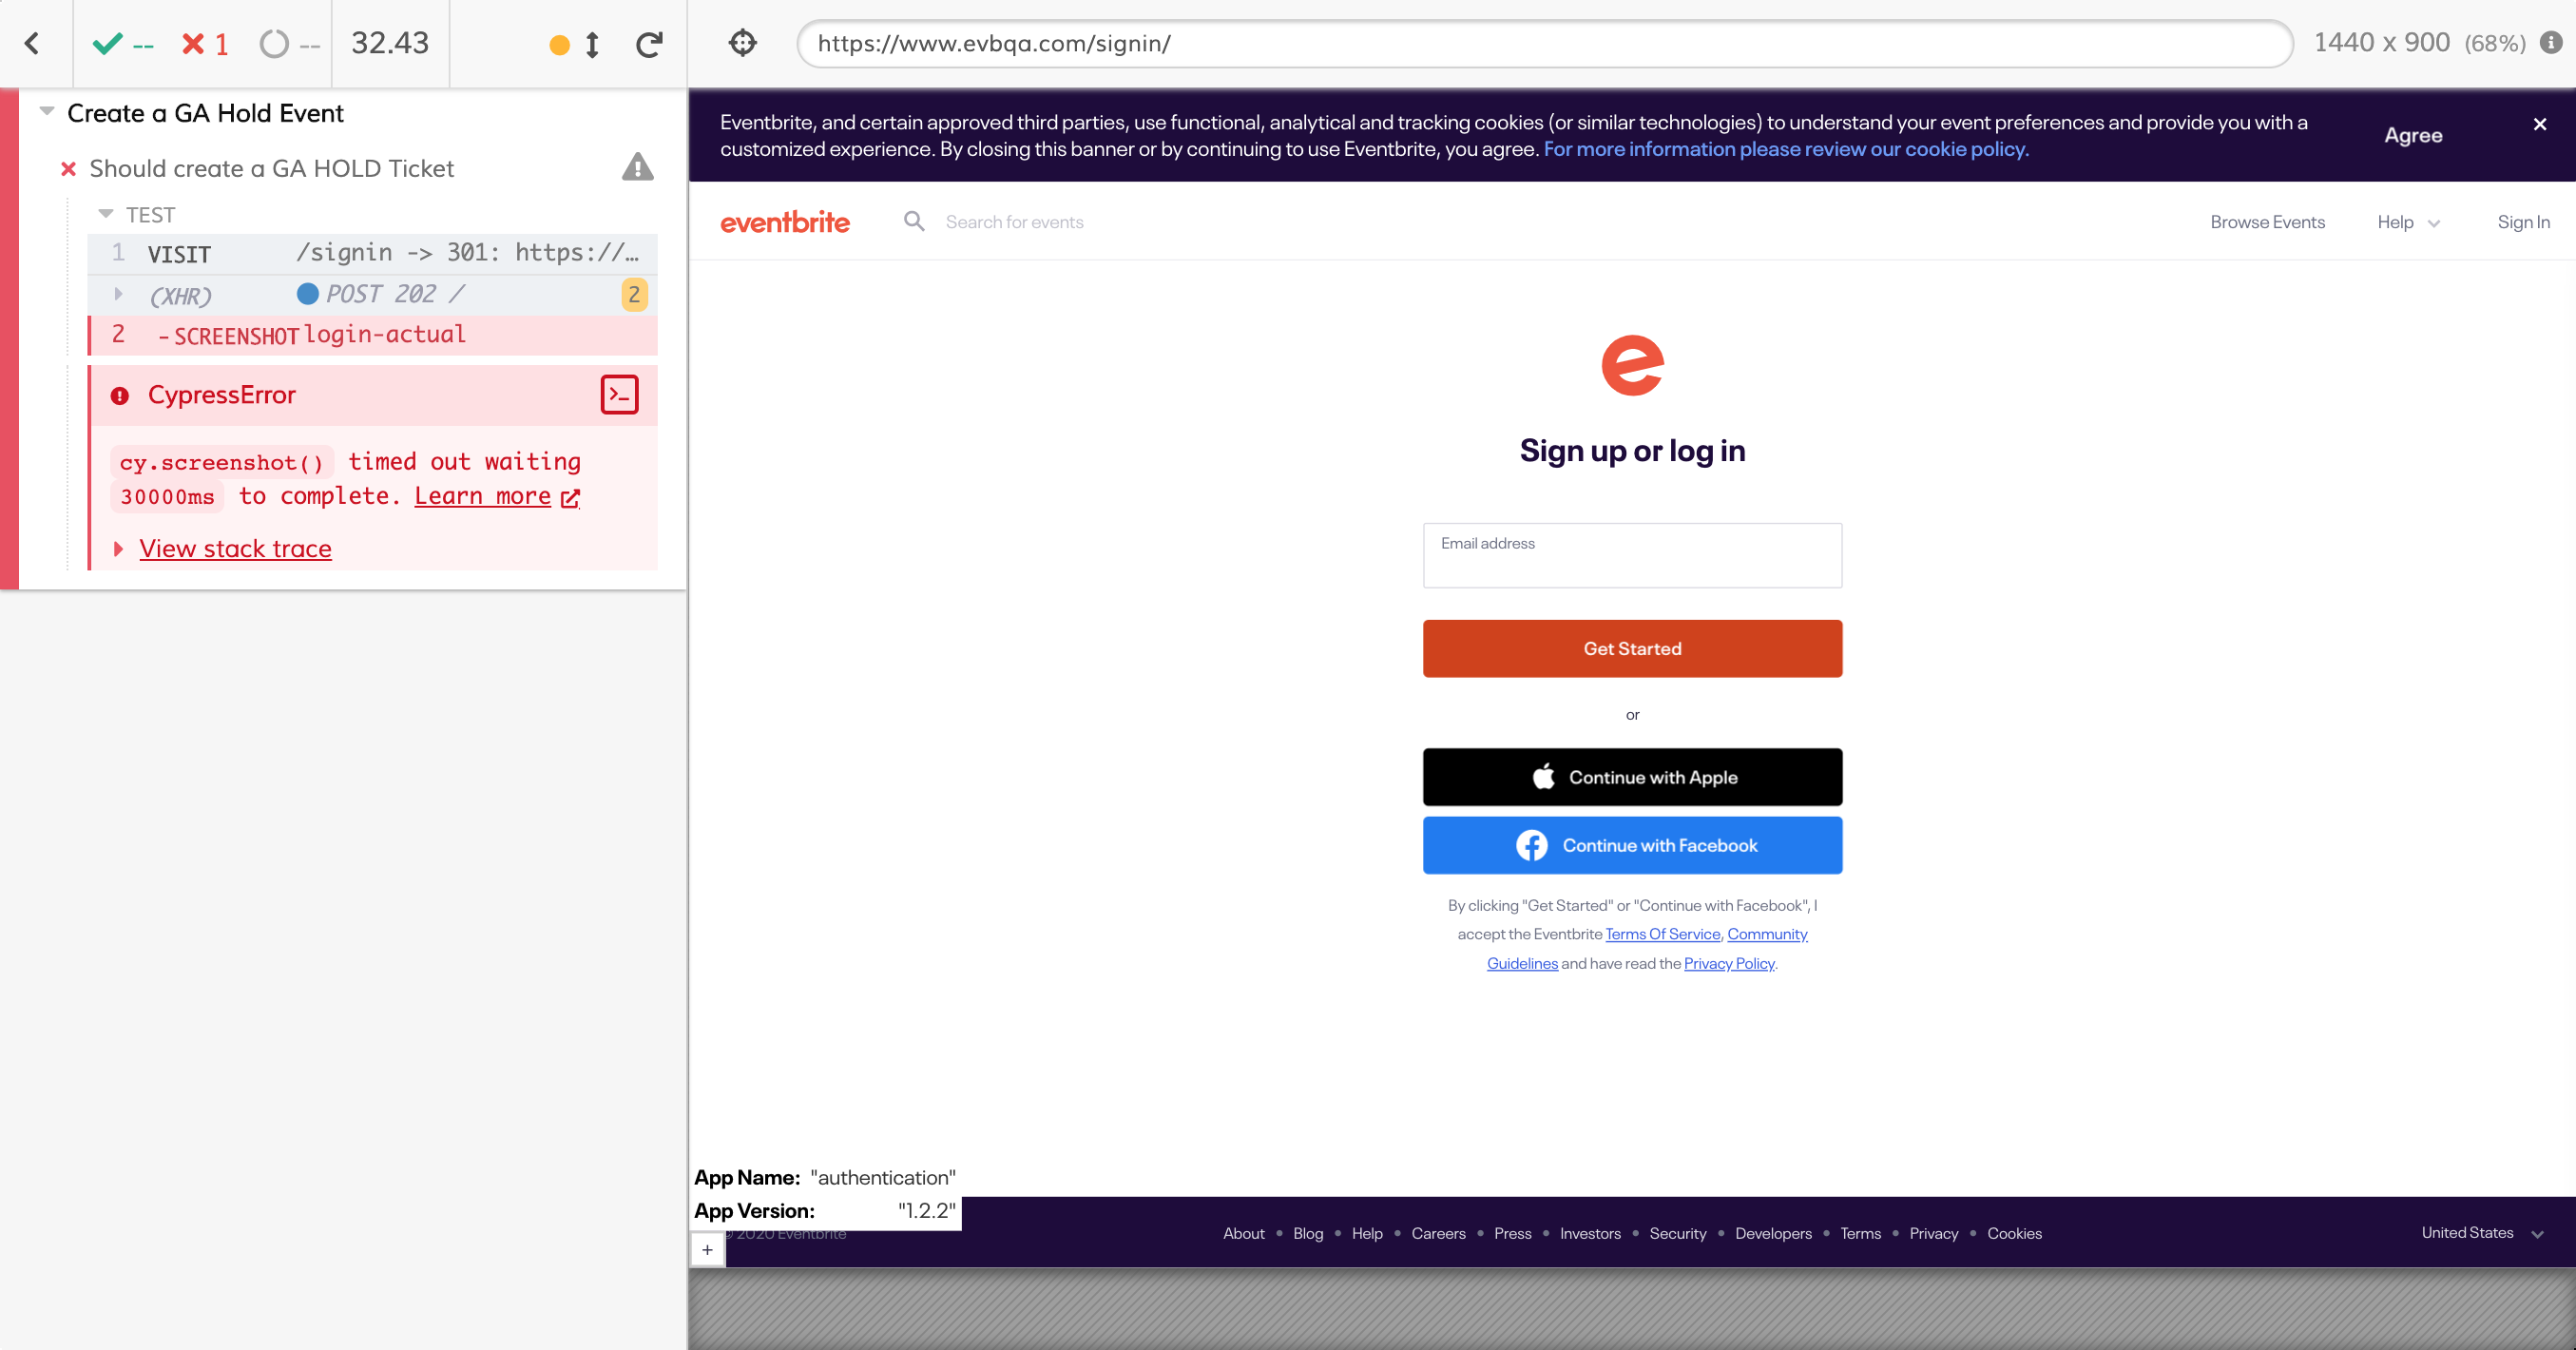 -- 1 -- 32.43
https://www.evbqa.com/signin/
1440 x 900 (68%)
Create a GA Hold Event
Should create a GA HOLD Ticket
TEST
1 VISIT /signin -> 301: https://…
(XHR) POST 202 / 2
2 -SCREENSHOT login-actual
CypressError
cy.screenshot() timed out waiting
30000ms to complete. Learn more
View stack trace
Eventbrite, and certain approved third parties, use functional, analytical and tracking cookies (or similar technologies) to understand your event preferences and provide you with a
customized experience. By closing this banner or by continuing to use Eventbrite, you agree. For more information please review our cookie policy.
Agree
eventbrite Search for events Browse Events Help Sign In
e
Sign up or log in
Email address
Get Started
or
Continue with Apple
Continue with Facebook
By clicking "Get Started" or "Continue with Facebook", I
accept the Eventbrite Terms Of Service, Community
Guidelines and have read the Privacy Policy.
App Name: "authentication"
App Version: "1.2.2"
+
© 2020 Eventbrite
About • Blog • Help • Careers • Press • Investors • Security • Developers • Terms • Privacy • Cookies
United States